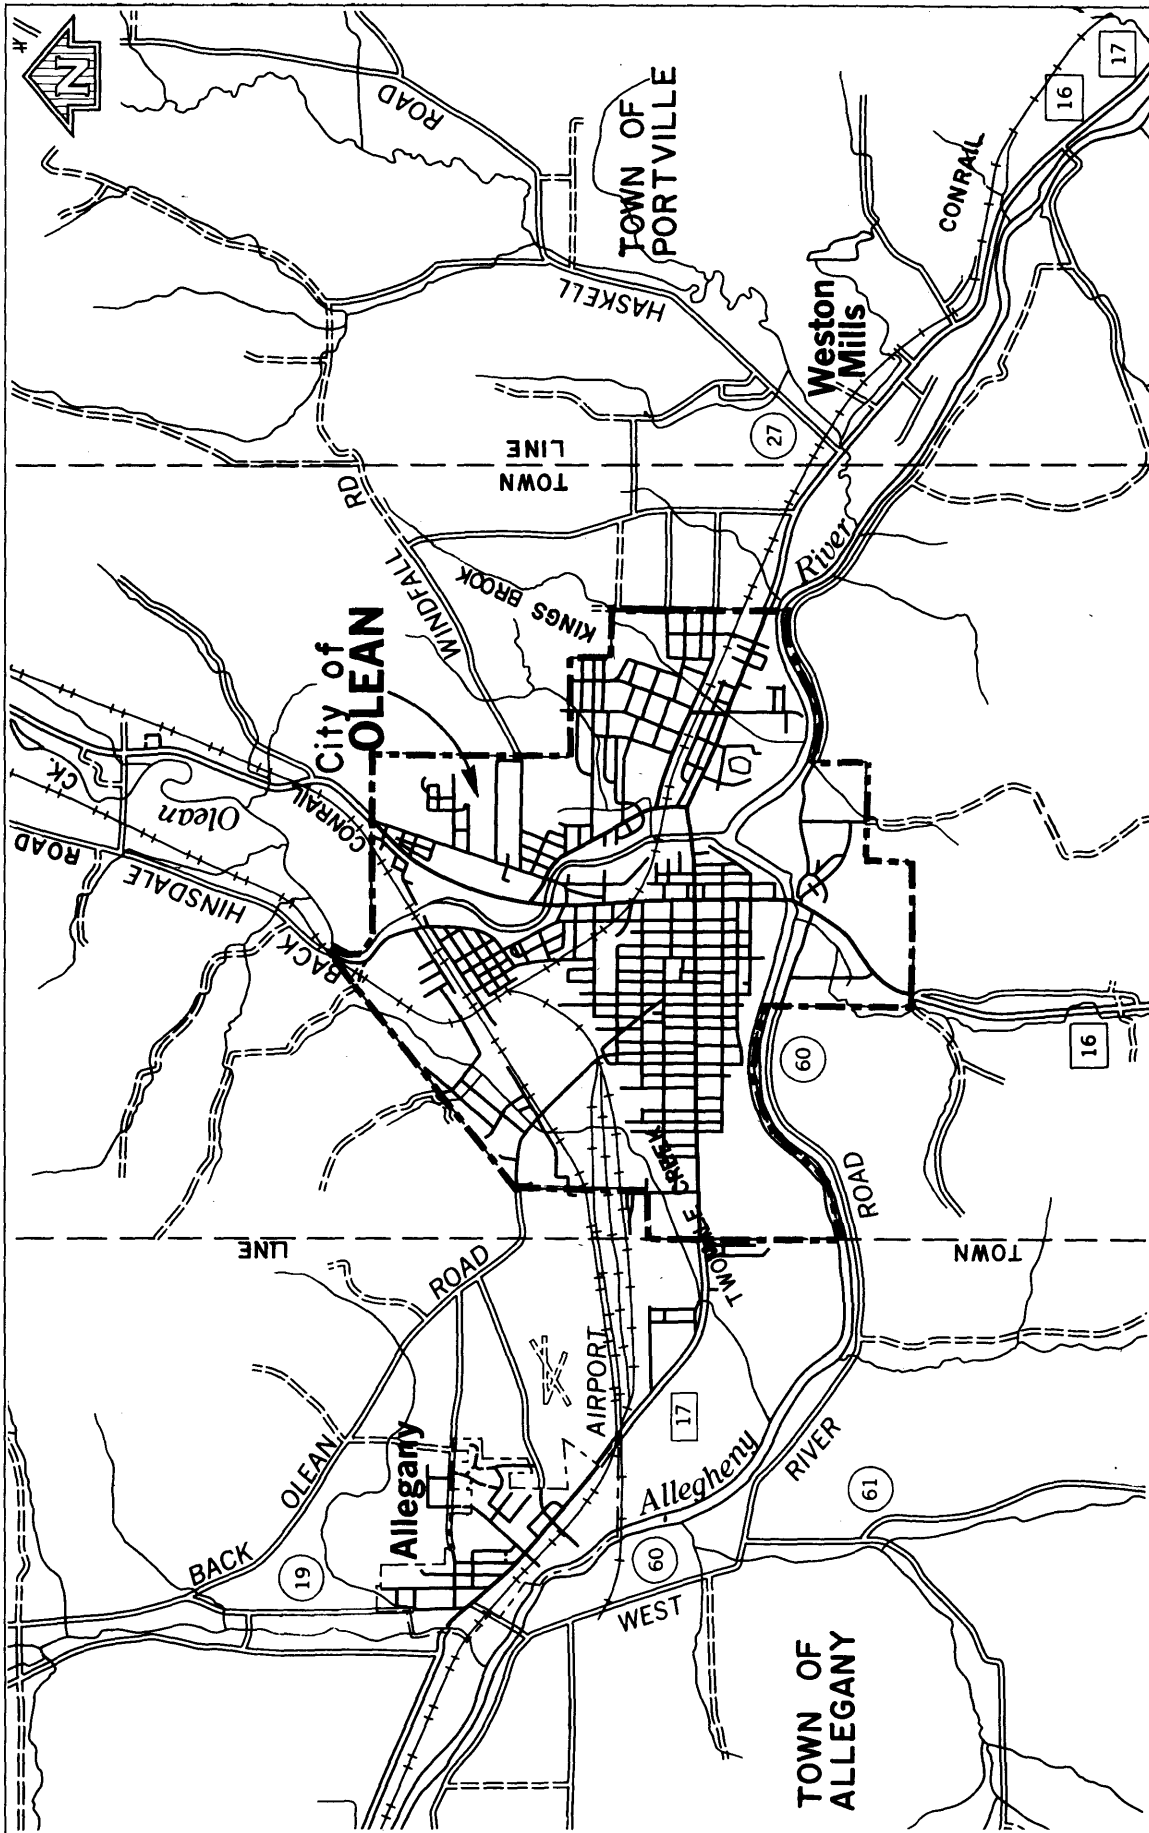 N
ROAD
TOWN OF
PORTVILLE
HASKELL
CONRAIL
16
17
Weston
Mills
27
TOWN
LINE
WINDFALL
RD
KINGS BROOK
River
City of
OLEAN
CONRAIL
Olean
CK.
BACK
HINSDALE
ROAD
16
60
ROAD
TWOMILE CREEK
TOWN
LINE
BACK
OLEAN
ROAD
19
Allegany
AIRPORT
17
Allegheny
RIVER
61
60
WEST
TOWN OF
ALLEGANY